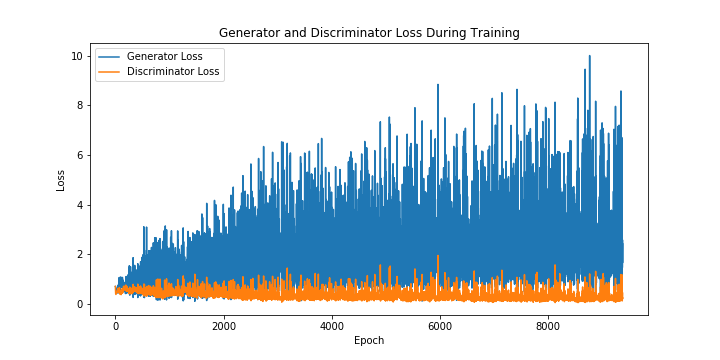 Generator and Discriminator Loss During Training
Generator Loss
Discriminator Loss
10
8
6
4
2
0
Loss
0
2000
4000
6000
8000
Epoch